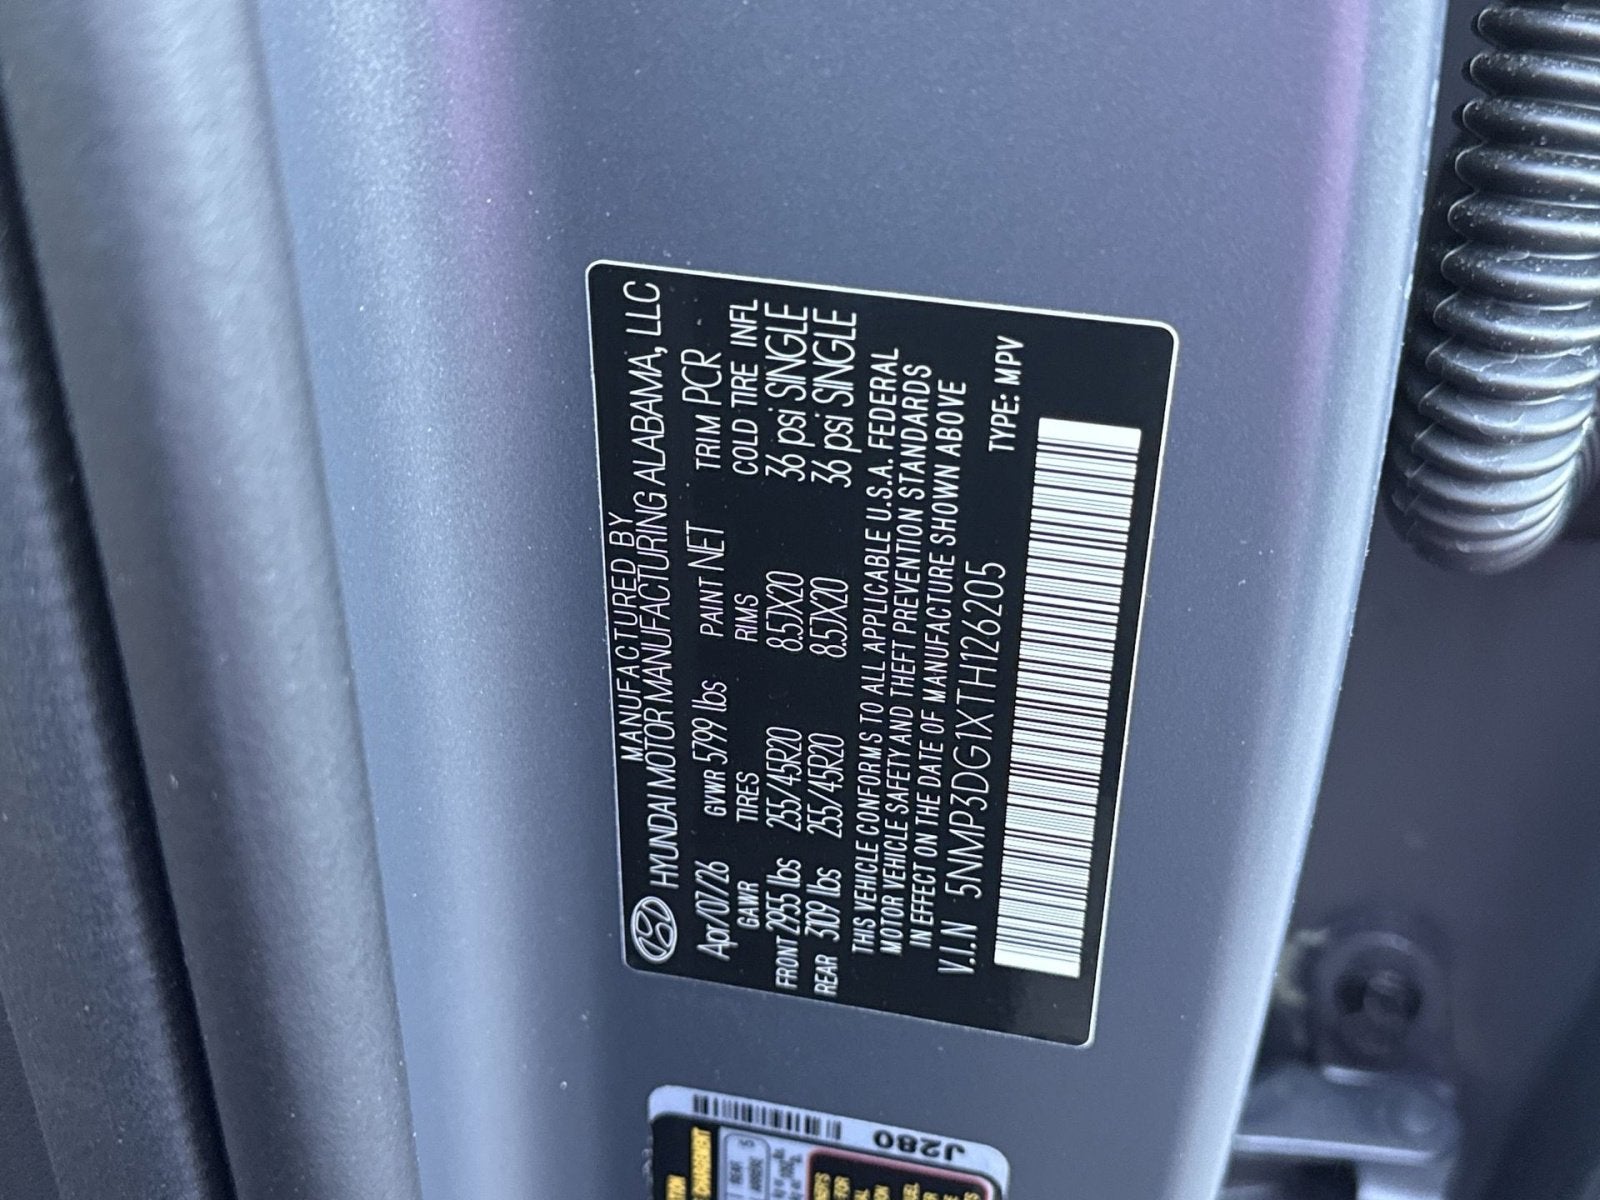 MANUFACTURED BY
HYUNDAI MOTOR MANUFACTURING ALABAMA, LLC
Apr/07/26 GVWR 5799 lbs PAINT NET TRIM PCR
GAWR TIRES RIMS COLD TIRE INFL
FRONT 2955 lbs 255/45R20 8.5JX20 36 psi SINGLE
REAR 3109 lbs 255/45R20 8.5JX20 36 psi SINGLE
THIS VEHICLE CONFORMS TO ALL APPLICABLE U.S.A. FEDERAL
MOTOR VEHICLE SAFETY AND THEFT PREVENTION STANDARDS
IN EFFECT ON THE DATE OF MANUFACTURE SHOWN ABOVE
V.I.N 5NMP3DG1XTH126205 TYPE: MPV
J280